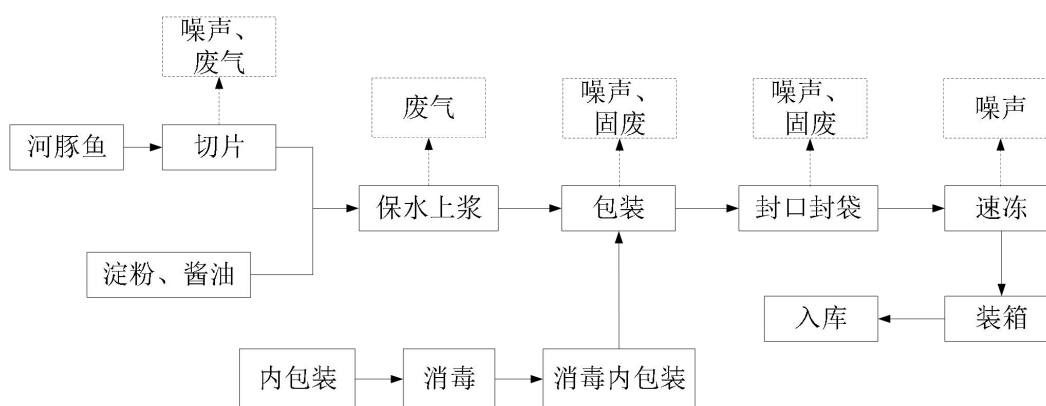 噪声、
废气
废气
噪声、
固废
噪声、
固废
噪声
河豚鱼
切片
保水上浆
包装
封口封袋
速冻
淀粉、酱油
入库
装箱
内包装
消毒
消毒内包装